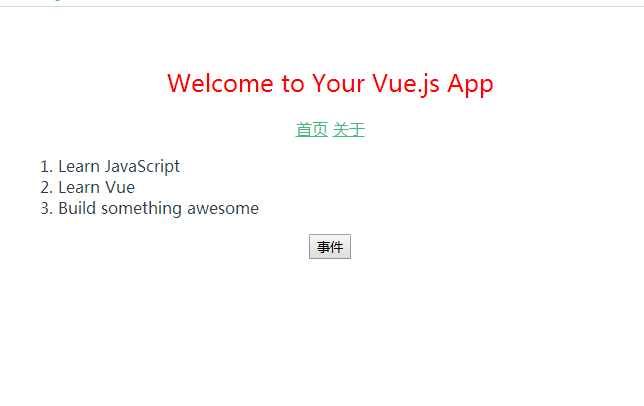 Welcome to Your Vue.js App
首页 关于
1. Learn JavaScript
2. Learn Vue
3. Build something awesome
事件